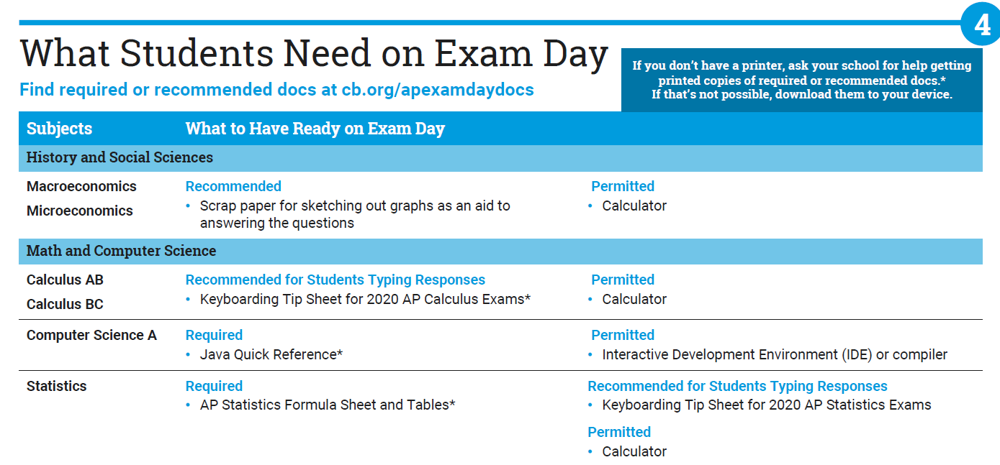 4
What Students Need on Exam Day
Find required or recommended docs at cb.org/apexamdaydocs
If you don't have a printer, ask your school for help getting
printed copies of required or recommended docs.*
If that's not possible, download them to your device.
Subjects What to Have Ready on Exam Day
History and Social Sciences
Macroeconomics
Microeconomics
Recommended
• Scrap paper for sketching out graphs as an aid to
answering the questions
Permitted
• Calculator
Math and Computer Science
Calculus AB
Calculus BC
Recommended for Students Typing Responses
• Keyboarding Tip Sheet for 2020 AP Calculus Exams*
Permitted
• Calculator
Computer Science A
Required
• Java Quick Reference*
Permitted
• Interactive Development Environment (IDE) or compiler
Statistics
Required
• AP Statistics Formula Sheet and Tables*
Recommended for Students Typing Responses
• Keyboarding Tip Sheet for 2020 AP Statistics Exams
Permitted
• Calculator